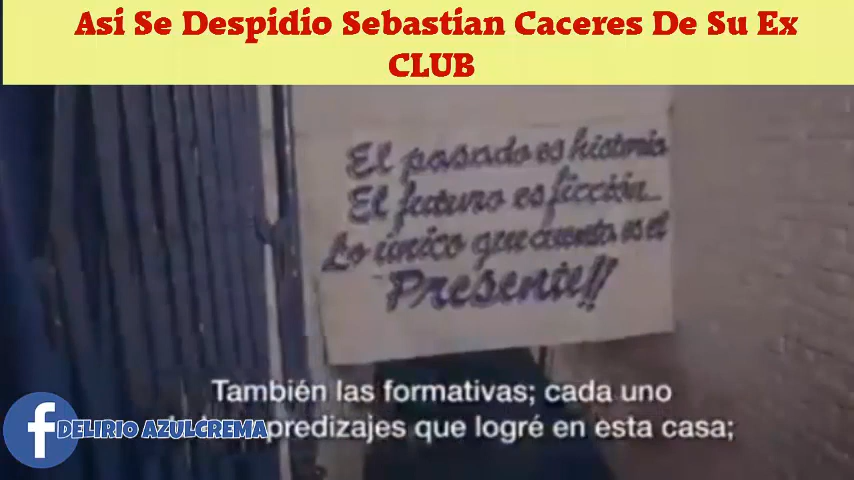 Asi Se Despidio Sebastian Caceres De Su Ex
CLUB
El pasado es historia
El futuro es ficción...
Lo único que cuenta es el
Presente!!
También las formativas; cada uno
predizajes que logré en esta casa;
f DELIRIO AZULCREMA